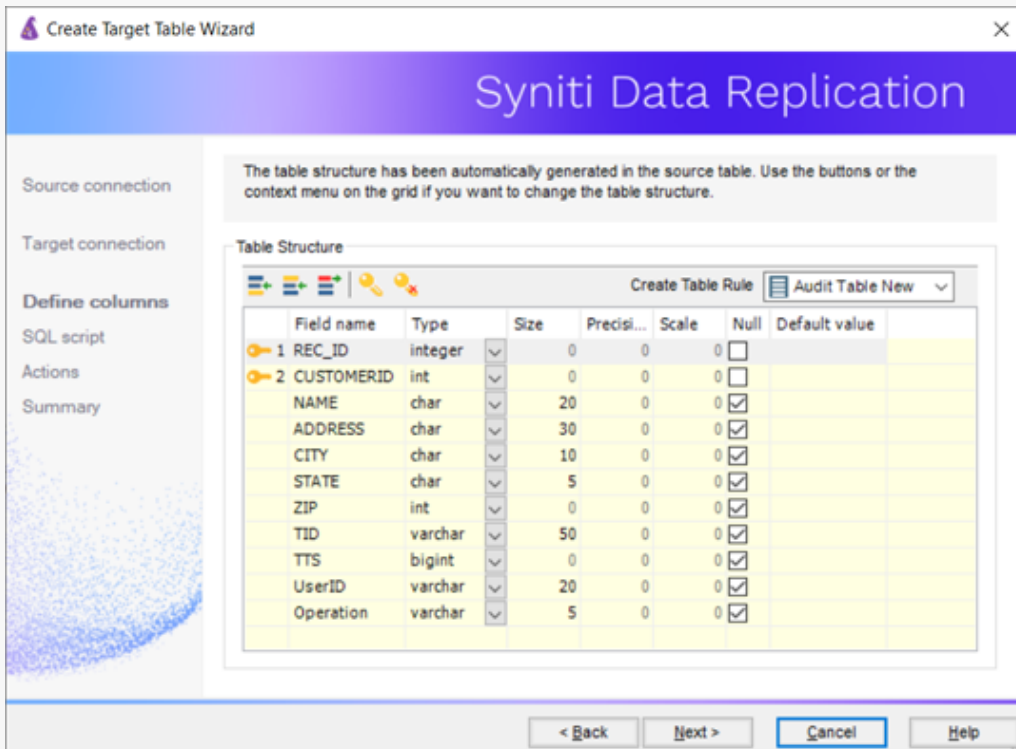 Create Target Table Wizard
Syniti Data Replication
Source connection
Target connection
Define columns
SQL script
Actions
Summary
The table structure has been automatically generated in the source table. Use the buttons or the
context menu on the grid if you want to change the table structure.
Table Structure
Create Table Rule Audit Table New
Field name Type Size Precisi... Scale Null Default value
1 REC_ID integer 0 0 0
2 CUSTOMERID int 0 0 0
NAME char 20 0 0
ADDRESS char 30 0 0
CITY char 10 0 0
STATE char 5 0 0
ZIP int 0 0 0
TID varchar 50 0 0
TTS bigint 0 0 0
UserID varchar 20 0 0
Operation varchar 5 0 0
< Back Next > Cancel Help